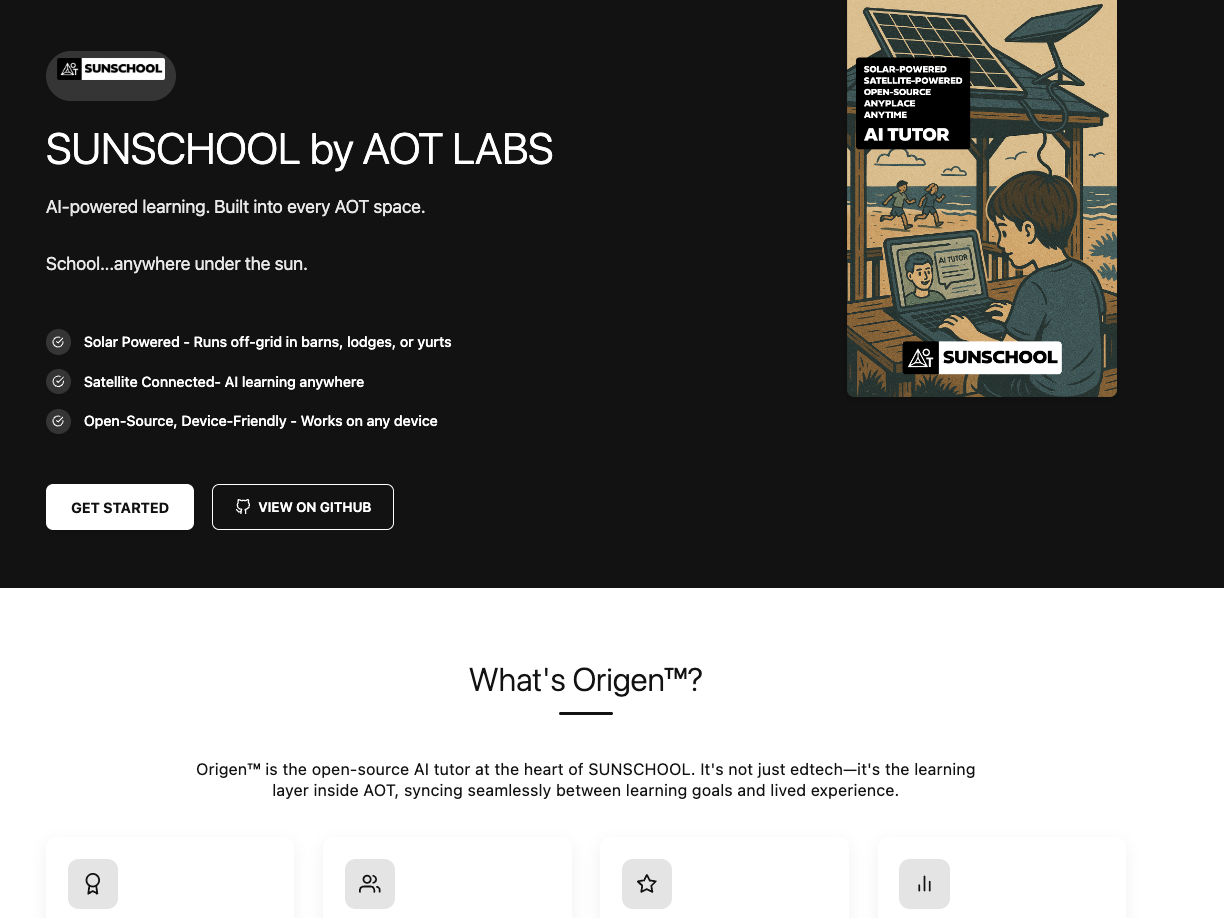 SUNSCHOOL
SUNSCHOOL by AOT LABS
AI-powered learning. Built into every AOT space.
School...anywhere under the sun.
Solar Powered - Runs off-grid in barns, lodges, or yurts
Satellite Connected- AI learning anywhere
Open-Source, Device-Friendly - Works on any device
GET STARTED
VIEW ON GITHUB
SOLAR-POWERED
SATELLITE-POWERED
OPEN-SOURCE
ANYPLACE
ANYTIME
AI TUTOR
AI TUTOR
SUNSCHOOL
What's Origen™?
Origen™ is the open-source AI tutor at the heart of SUNSCHOOL. It's not just edtech—it's the learning
layer inside AOT, syncing seamlessly between learning goals and lived experience.